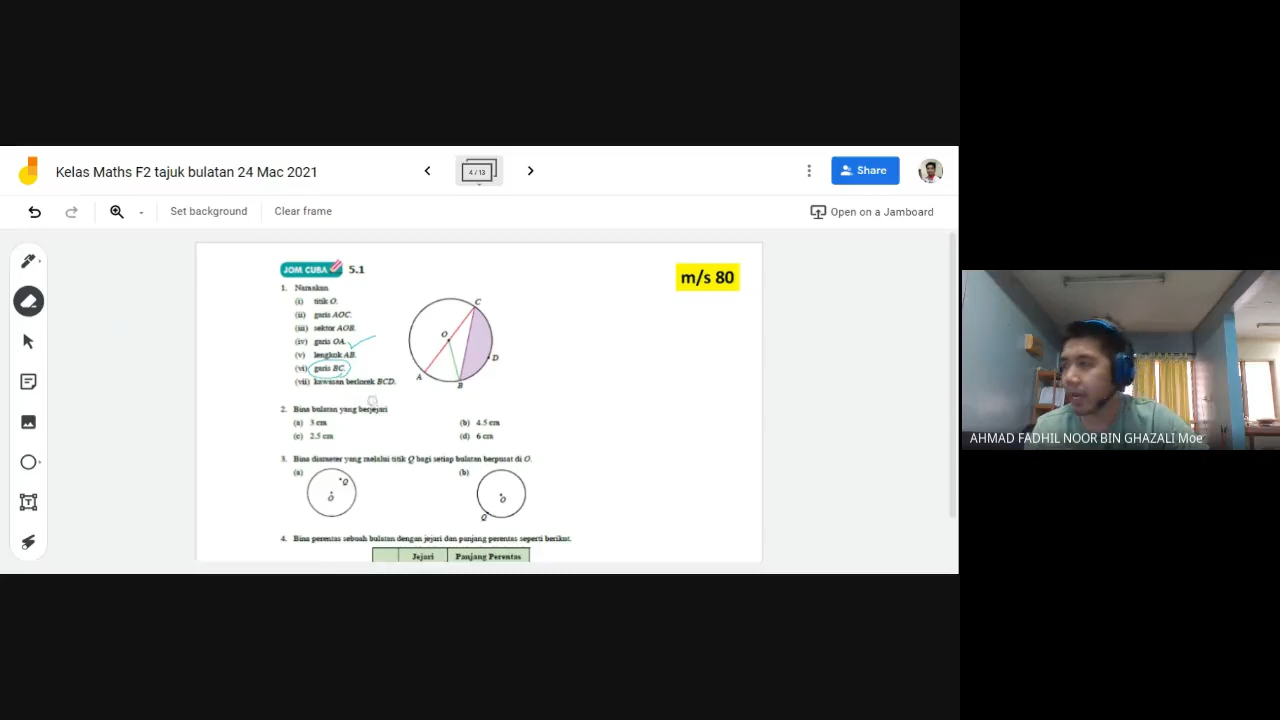 Kelas Maths F2 tajuk bulatan 24 Mac 2021
4 / 13
Share
Set background
Clear frame
Open on a Jamboard
JOM CUBA 5.1
m/s 80
1. Namakan
(i) titik O.
(ii) garis AOC.
(iii) sektor AOB.
(iv) garis OA.
(v) lengkok AB.
(vi) garis BC.
(vii) kawasan berlorek BCD.
C
O
D
A
B
2. Bina bulatan yang berjejari
(a) 3 cm
(b) 4.5 cm
(c) 2.5 cm
(d) 6 cm
3. Bina diameter yang melalui titik Q bagi setiap bulatan berpusat di O.
(a)
(b)
Q
O
O
Q
4. Bina perentas sebuah bulatan dengan jejari dan panjang perentas seperti berikut.
Jejari
Panjang Perentas
AHMAD FADHIL NOOR BIN GHAZALI Moe